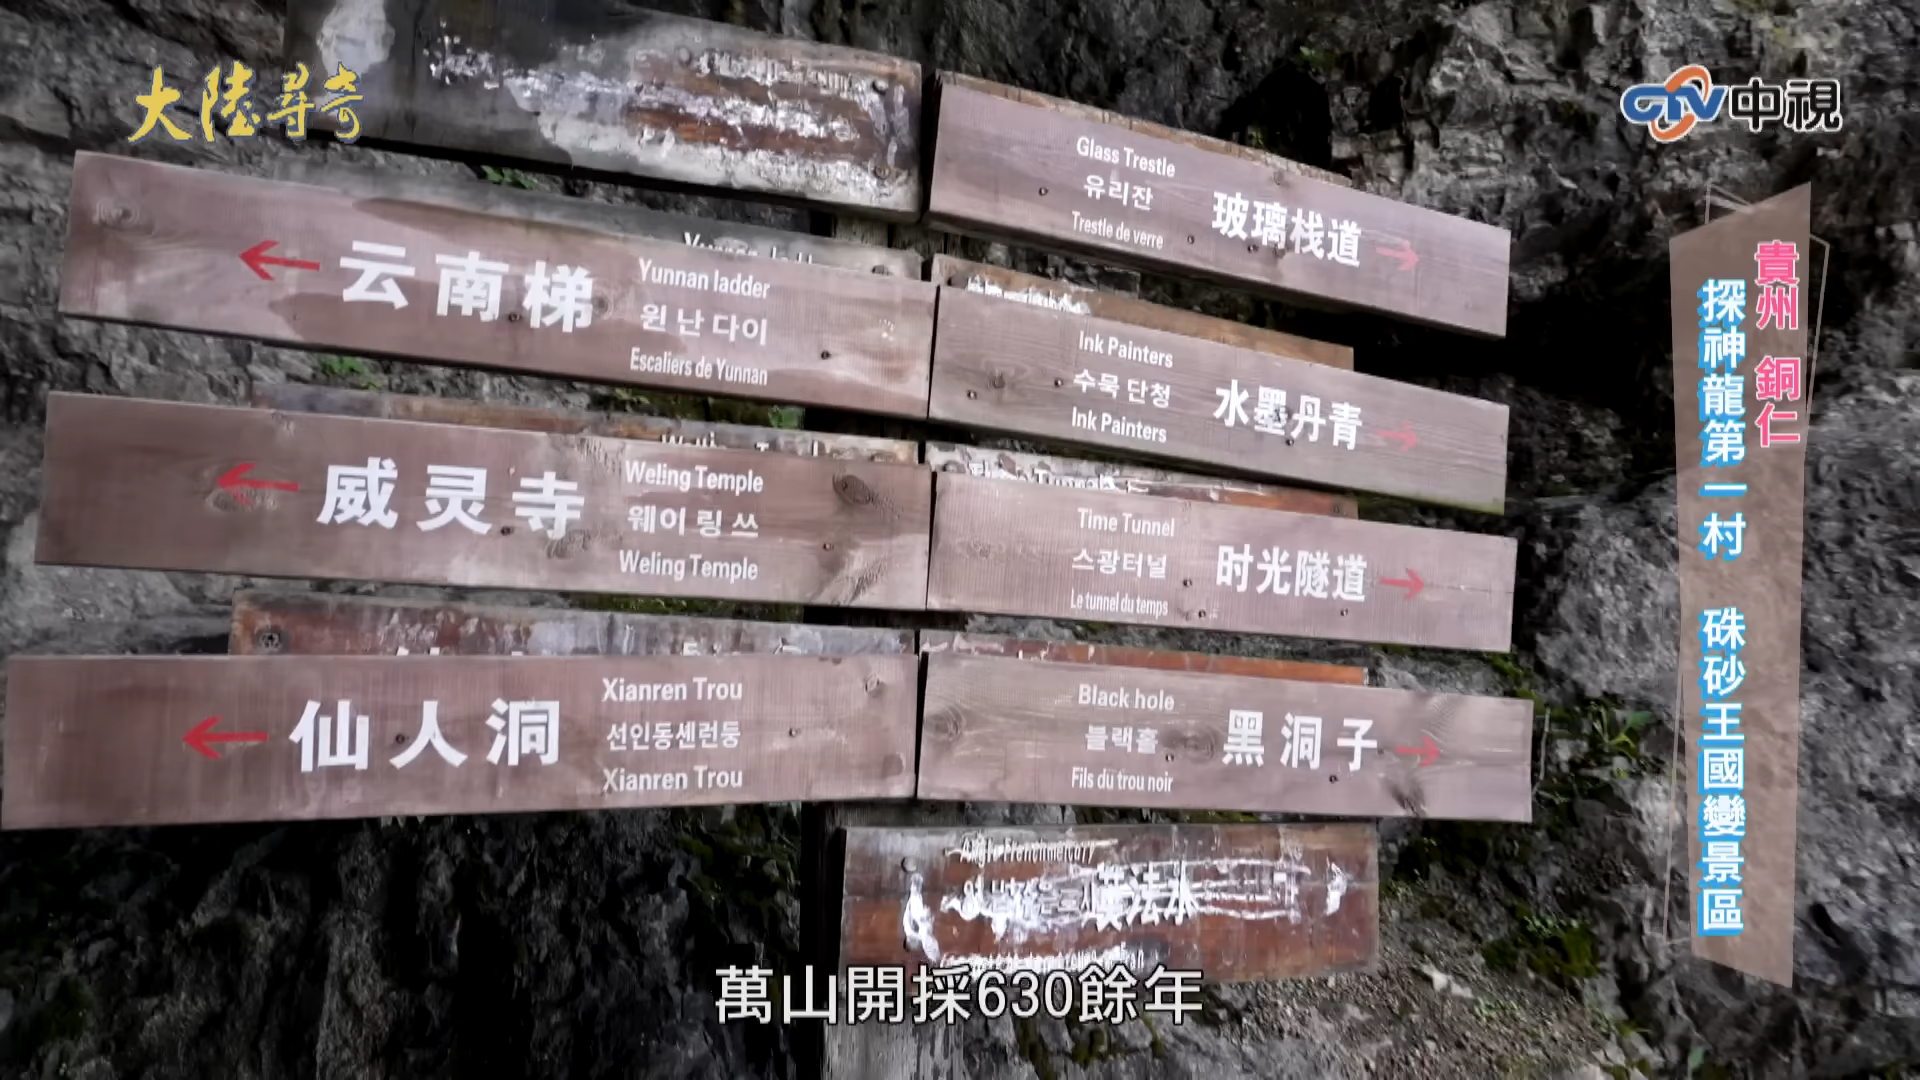 大陸尋奇
CTV中視
Glass Trestle
유리잔
Trestle de verre
玻璃栈道
云南梯
Yunnan ladder
윈난다이
Escaliers de Yunnan
Ink Painters
수묵단청
Ink Painters
水墨丹青
威灵寺
Weling Temple
웨이링쓰
Weling Temple
Time Tunnel
스광터널
Le tunnel du temps
时光隧道
仙人洞
Xianren Trou
선인동셴런둥
Xianren Trou
Black hole
블랙홀
Fils du trou noir
黑洞子
貴州 銅仁
探神龍第一村 硃砂王國變景區
萬山開採630餘年